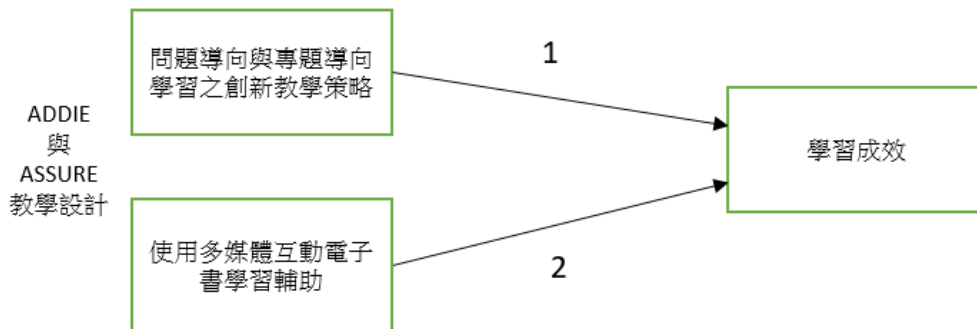 ADDIE
與
ASSURE
教學設計
問題導向與專題導向
學習之創新教學策略
使用多媒體互動電子
書學習輔助
1
2
學習成效